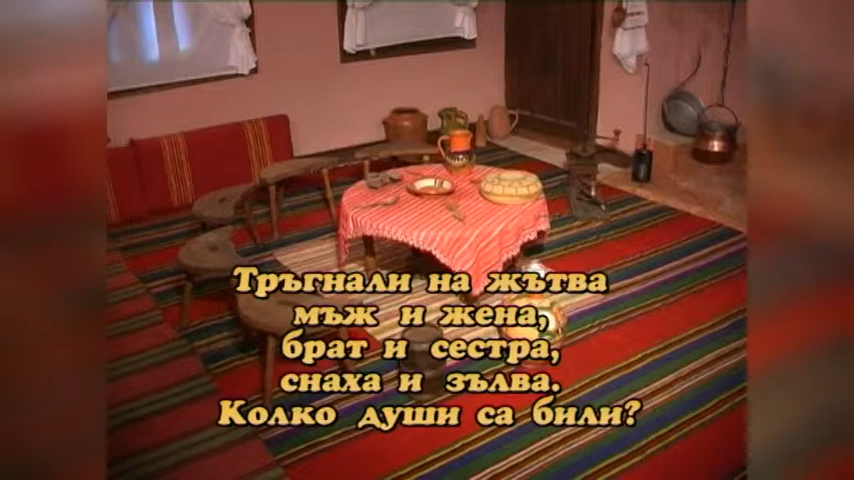 Тръгнали на жътва
мъж и жена,
брат и сестра,
снаха и зълва.
Колко души са били?